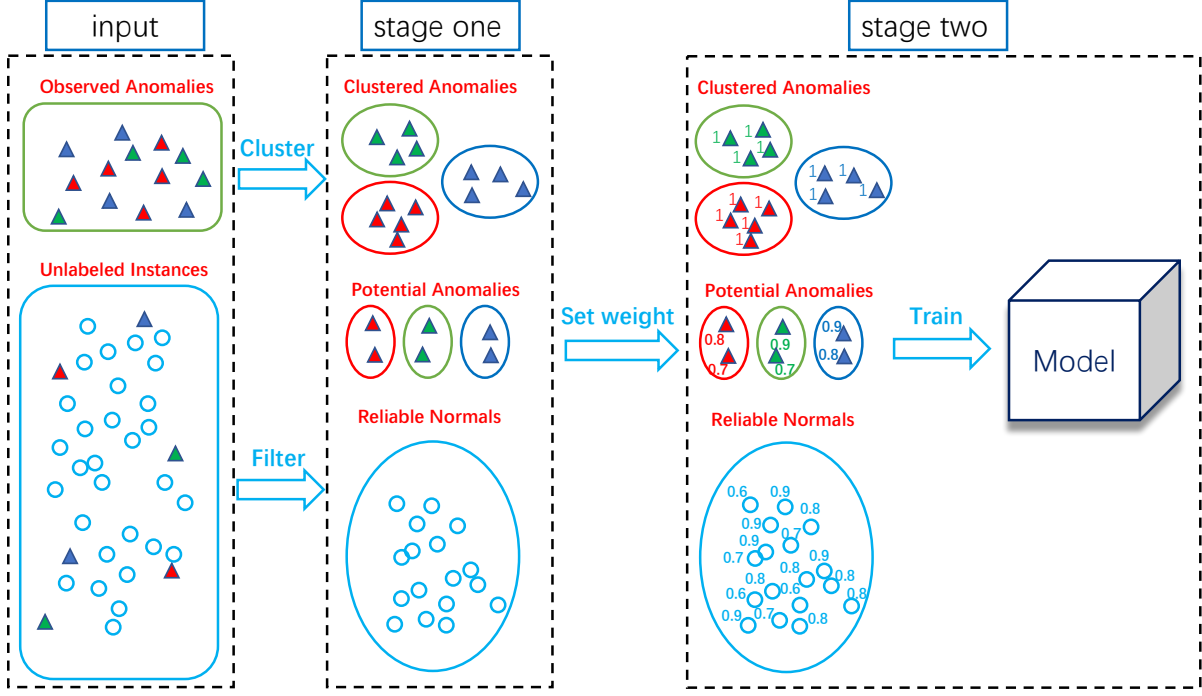 input
stage one
stage two
Observed Anomalies
Clustered Anomalies
Clustered Anomalies
Cluster
1
1
1
1
1
1
1
1
1
1
1
1
1
Unlabeled Instances
Potential Anomalies
Potential Anomalies
Set weight
Train
0.8
0.7
0.9
0.7
0.9
0.8
Model
Reliable Normals
Reliable Normals
Filter
0.6
0.9
0.8
0.9
0.7
0.9
0.7
0.9
0.8
0.8
0.8
0.6
0.6
0.8
0.9
0.7
0.8